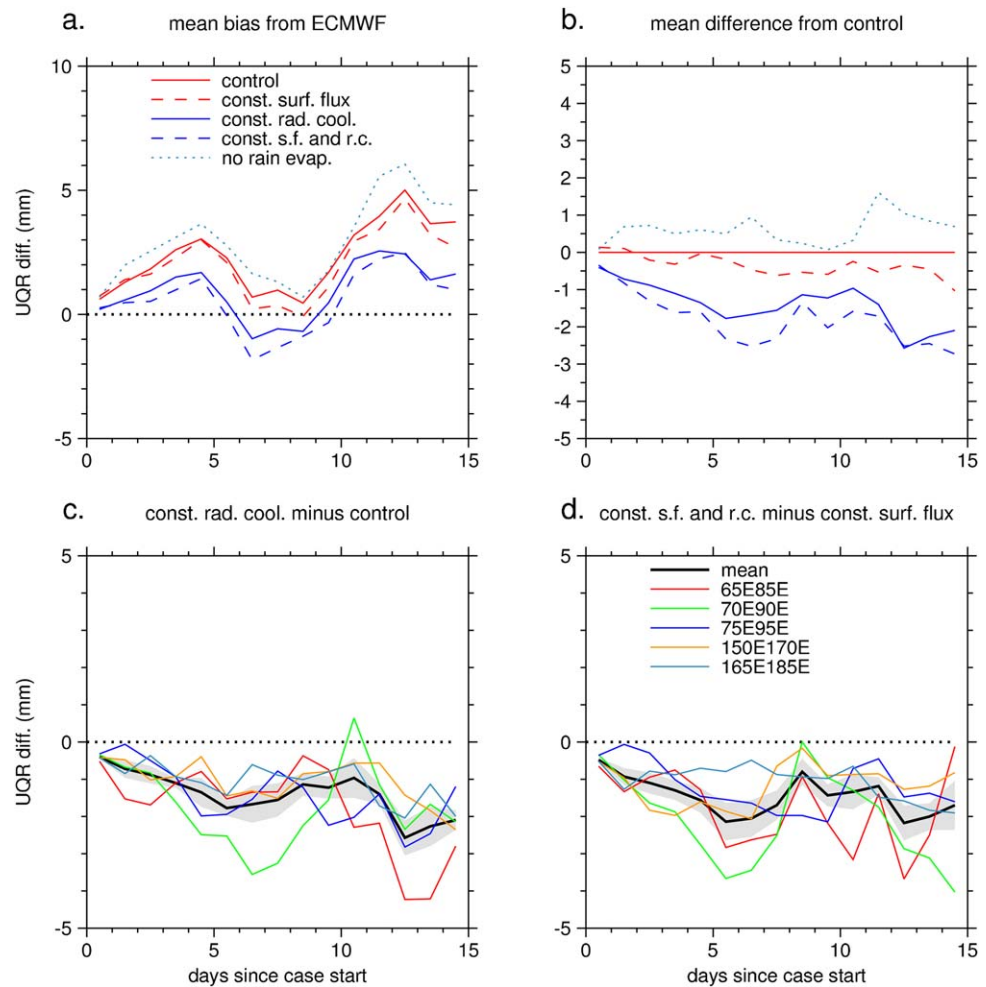 a. mean bias from ECMWF
b. mean difference from control
10
5
0
-5
UQR diff. (mm)
control
const. surf. flux
const. rad. cool.
const. s.f. and r.c.
no rain evap.
0 5 10 15
5
4
3
2
1
0
-1
-2
-3
-4
-5
0 5 10 15
c. const. rad. cool. minus control
d. const. s.f. and r.c. minus const. surf. flux
5
0
-5
UQR diff. (mm)
0 5 10 15
days since case start
5
0
-5
mean
65E85E
70E90E
75E95E
150E170E
165E185E
0 5 10 15
days since case start